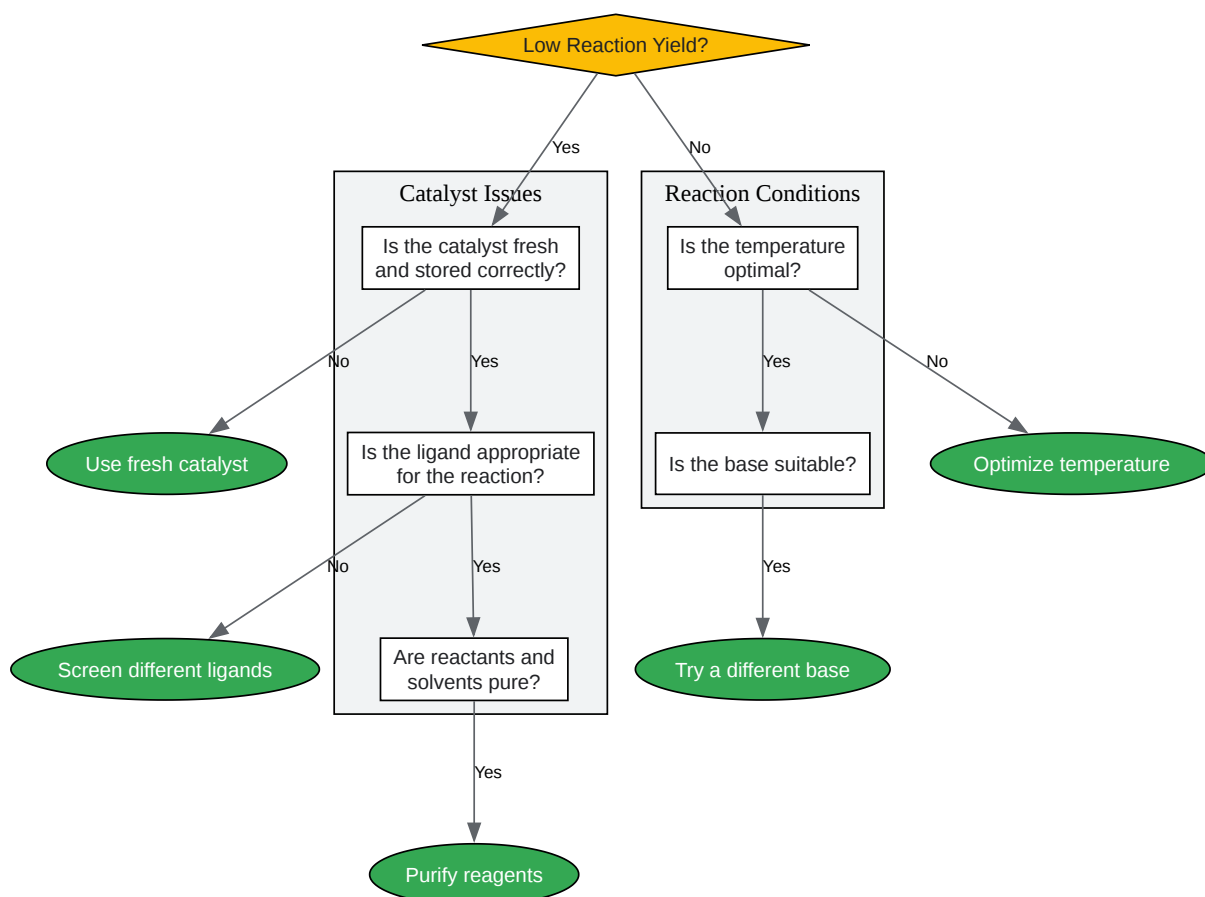 Low Reaction Yield?
Yes
No
Catalyst Issues
Reaction Conditions
Is the catalyst fresh
and stored correctly?
Is the temperature
optimal?
No
Yes
Yes
No
Use fresh catalyst
Is the ligand appropriate
for the reaction?
Is the base suitable?
Optimize temperature
No
Yes
Yes
Screen different ligands
Are reactants and
solvents pure?
Try a different base
Yes
Purify reagents